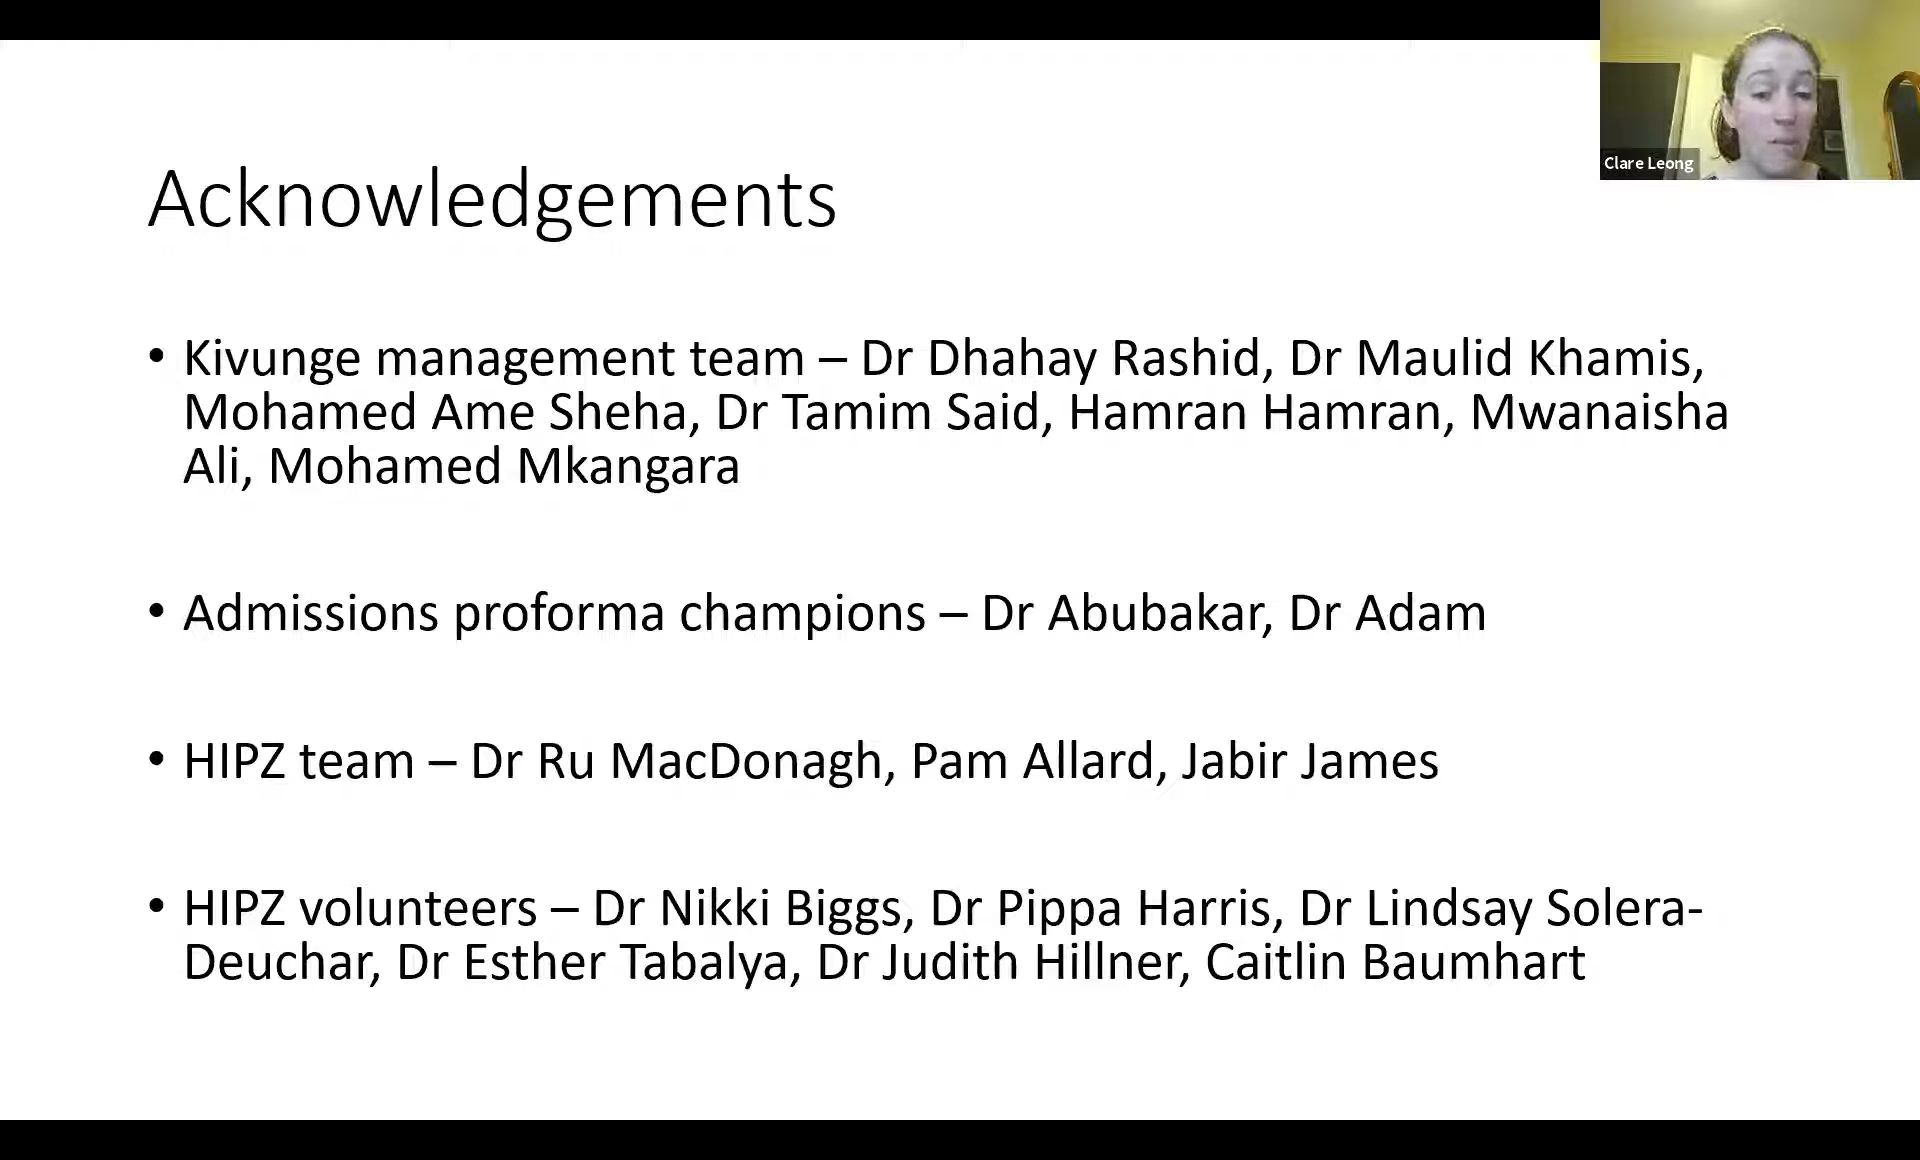 Clare Leong
Acknowledgements
• Kivunge management team – Dr Dhahay Rashid, Dr Maulid Khamis,
Mohamed Ame Sheha, Dr Tamim Said, Hamran Hamran, Mwanaisha
Ali, Mohamed Mkangara
• Admissions proforma champions – Dr Abubakar, Dr Adam
• HIPZ team – Dr Ru MacDonagh, Pam Allard, Jabir James
• HIPZ volunteers – Dr Nikki Biggs, Dr Pippa Harris, Dr Lindsay Solera-
Deuchar, Dr Esther Tabalya, Dr Judith Hillner, Caitlin Baumhart